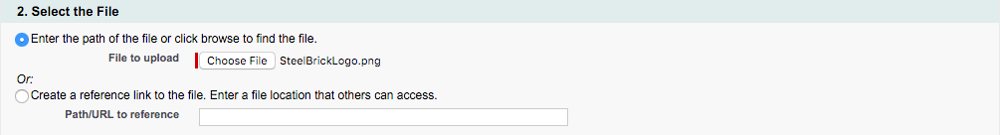 2. Select the File
Enter the path of the file or click browse to find the file.
File to upload Choose File SteelBrickLogo.png
Or:
Create a reference link to the file. Enter a file location that others can access.
Path/URL to reference